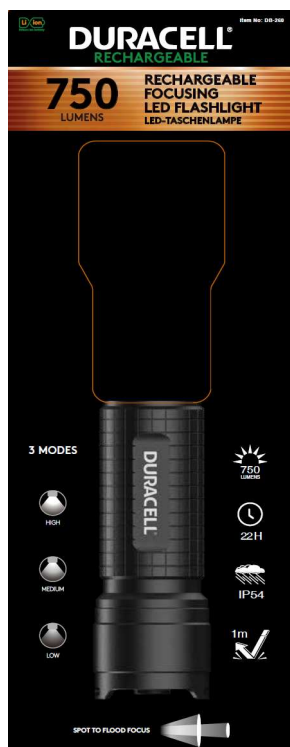 Li ion
Item No: DB-269
DURACELL®
RECHARGEABLE
750
LUMENS
RECHARGEABLE
FOCUSING
LED FLASHLIGHT
LED-TASCHENLAMPE
3 MODES
HIGH
MEDIUM
LOW
DURACELL®
750
LUMENS
22H
IP54
1m
SPOT TO FLOOD FOCUS